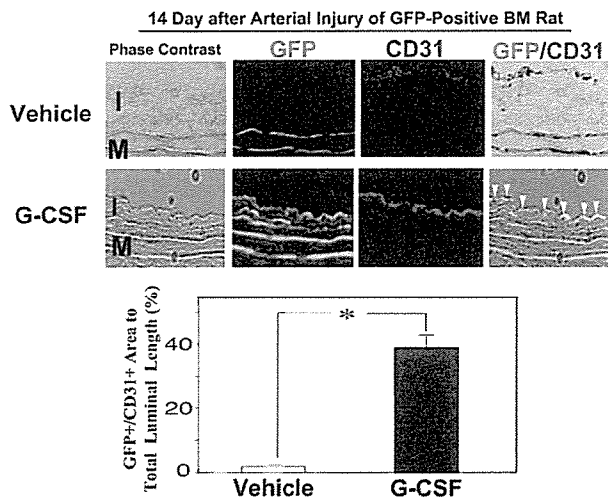 14 Day after Arterial Injury of GFP-Positive BM Rat
Phase Contrast GFP CD31 GFP/CD31
Vehicle
I
M
G-CSF
I
M
GFP+/CD31+ Area to
Total Luminal Length (%)
40
20
0
*
Vehicle G-CSF